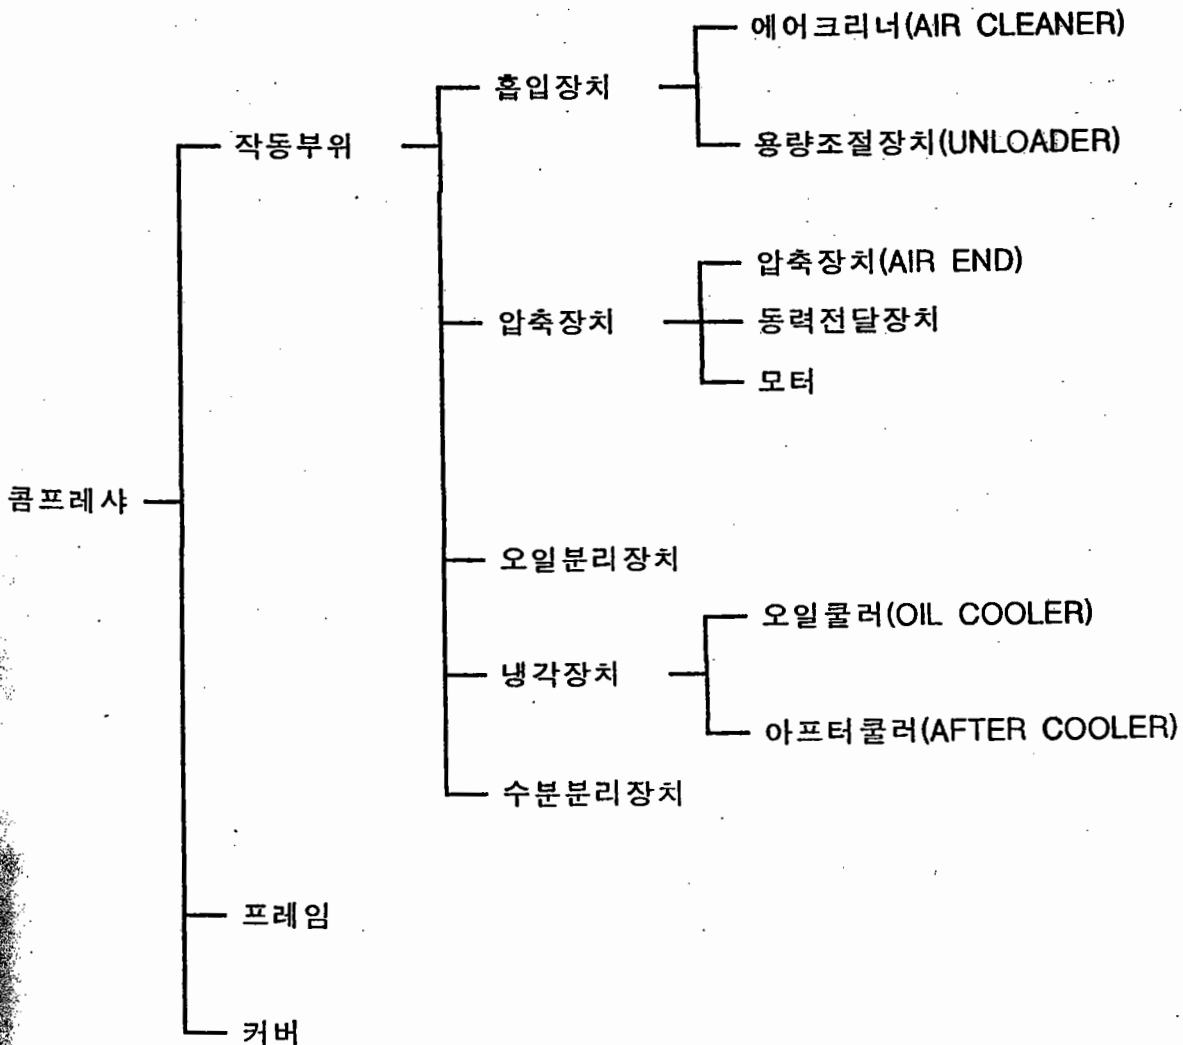 에어크리너(AIR CLEANER)
흡입장치
작동부위
용량조절장치(UNLOADER)
압축장치(AIR END)
압축장치
동력전달장치
모터
콤프레샤
오일분리장치
오일쿨러(OIL COOLER)
냉각장치
아프터쿨러(AFTER COOLER)
수분분리장치
프레임
커버